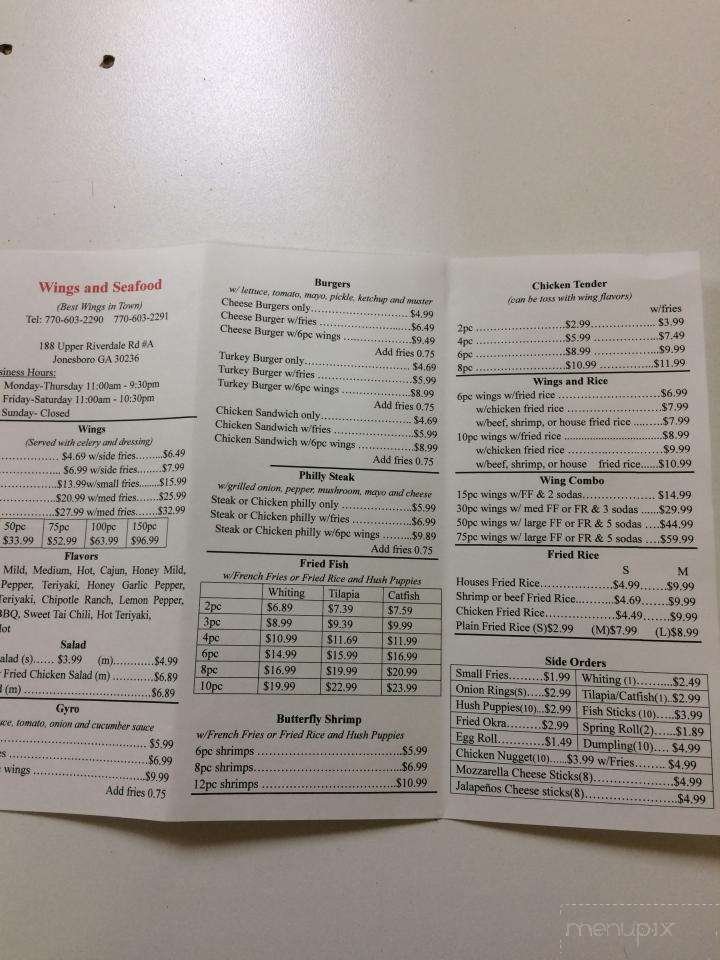 Wings and Seafood
(Best Wings in Town)
Tel: 770-603-2290 770-603-2291
188 Upper Riverdale Rd #A
Jonesboro GA 30236
siness Hours:
Monday-Thursday 11:00am - 9:30pm
Friday-Saturday 11:00am - 10:30pm
Sunday- Closed
Wings
(Served with celery and dressing)
$4.69 w/side fries........$6.49
$6.99 w/side fries......$7.99
$13.99w/small fries.......$15.99
$20.99 w/med fries......$25.99
$27.99 w/med fries......$32.99
50pc 75pc 100pc 150pc
$33.99 $52.99 $63.99 $96.99
Flavors
Mild, Medium, Hot, Cajun, Honey Mild,
Pepper, Teriyaki, Honey Garlic Pepper,
Teriyaki, Chipotle Ranch, Lemon Pepper,
BBQ, Sweet Tai Chili, Hot Teriyaki,
Hot
Salad
alad (s)...... $3.99 (m)............$4.99
r Fried Chicken Salad (m) ..........$6.89
l (m) ......................................$6.89
Gyro
uce, tomato, onion and cucumber sauce
$5.99
es ..........................................$6.99
wings ....................................$9.99
Add fries 0.75
Burgers
w/ lettuce, tomato, mayo, pickle, ketchup and muster
Cheese Burgers only............................$4.99
Cheese Burger w/fries ..........................$6.49
Cheese Burger w/6pc wings ..................$9.49
Add fries 0.75
Turkey Burger only..............................$4.69
Turkey Burger w/fries ..........................$5.99
Turkey Burger w/6pc wings ..................$8.99
Add fries 0.75
Chicken Sandwich only........................$4.69
Chicken Sandwich w/fries ....................$5.99
Chicken Sandwich w/6pc wings ............$8.99
Add fries 0.75
Philly Steak
w/grilled onion, pepper, mushroom, mayo and cheese
Steak or Chicken philly only ..................$5.99
Steak or Chicken philly w/fries ..............$6.99
Steak or Chicken philly w/6pc wings ......$9.89
Add fries 0.75
Fried Fish
w/French Fries or Fried Rice and Hush Puppies
Whiting Tilapia Catfish
2pc $6.89 $7.39 $7.59
3pc $8.99 $9.39 $9.99
4pc $10.99 $11.69 $11.99
6pc $14.99 $15.99 $16.99
8pc $16.99 $19.99 $20.99
10pc $19.99 $22.99 $23.99
Butterfly Shrimp
w/French Fries or Fried Rice and Hush Puppies
6pc shrimps ....................................$5.99
8pc shrimps.....................................$6.99
12pc shrimps ..................................$10.99
Chicken Tender
(can be toss with wing flavors)
w/fries
2pc ........................$2.99................. $3.99
4pc ........................$5.99 ................ $7.49
6pc ........................$8.99 ................$9.99
8pc ........................$10.99 ..............$11.99
Wings and Rice
6pc wings w/fried rice ..........................$6.99
w/chicken fried rice ........................$7.99
w/beef, shrimp, or house fried rice ........$7.99
10pc wings w/fried rice ........................$8.99
w/chicken fried rice ........................$9.99
w/beef, shrimp, or house fried rice......$10.99
Wing Combo
15pc wings w/FF & 2 sodas.................. $14.99
30pc wings w/ med FF or FR & 3 sodas .....$29.99
50pc wings w/ large FF or FR & 5 sodas ....$44.99
75pc wings w/ large FF or FR & 5 sodas ....$59.99
Fried Rice
S M
Houses Fried Rice........................$4.99......$9.99
Shrimp or beef Fried Rice...........$4.69......$9.99
Chicken Fried Rice......................$4.49......$9.99
Plain Fried Rice (S)$2.99 (M)$7.99 (L)$8.99
Side Orders
Small Fries.........$1.99 Whiting (1)..........$2.49
Onion Rings(s).....$2.99 Tilapia/Catfish(1)..$2.99
Hush Puppies(10)...$2.99 Fish Sticks (10).....$3.99
Fried Okra.........$2.99 Spring Roll(2)......$1.89
Egg Roll............$1.49 Dumpling(10).... $4.99
Chicken Nugget(10)......$3.99 w/Fries........ $4.99
Mozzarella Cheese Sticks(8)....................$4.99
Jalapeños Cheese sticks(8)......................$4.99
menupix